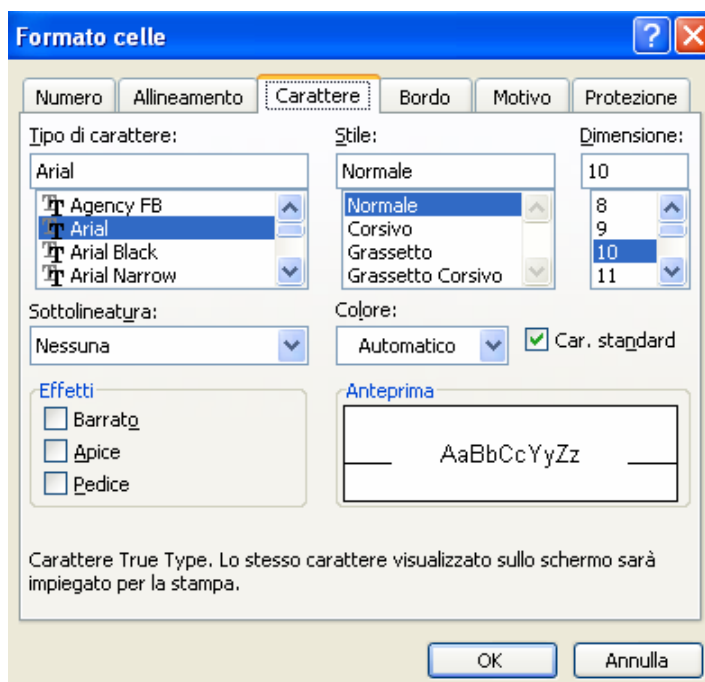 Formato celle
Numero Allineamento Carattere Bordo Motivo Protezione
Tipo di carattere: Stile: Dimensione:
Arial Normale 10
Agency FB Normale 8
Arial Corsivo 9
Arial Black Grassetto 10
Arial Narrow Grassetto Corsivo 11
Sottolineatura: Colore:
Nessuna Automatico Car. standard
Effetti Anteprima
Barrato
Apice AaBbCcYyZz
Pedice
Carattere True Type. Lo stesso carattere visualizzato sullo schermo sarà
impiegato per la stampa.
OK Annulla